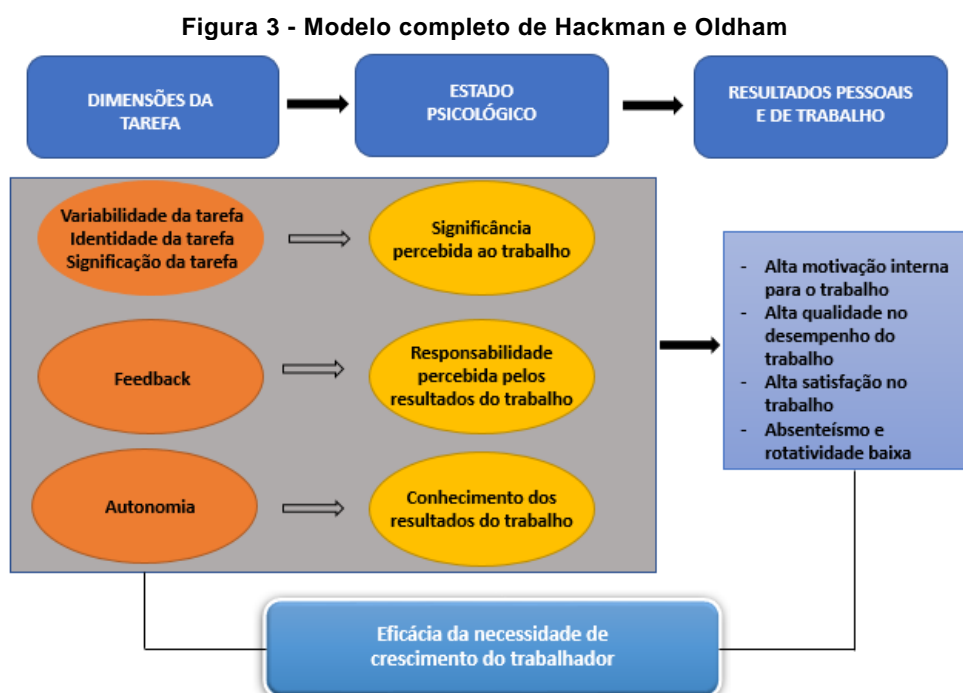 Figura 3 - Modelo completo de Hackman e Oldham
DIMENSÕES DA
TAREFA
ESTADO
PSICOLÓGICO
RESULTADOS PESSOAIS
E DE TRABALHO
Variabilidade da tarefa
Identidade da tarefa
Significação da tarefa
Significância
percebida ao trabalho
Feedback
Responsabilidade
percebida pelos
resultados do trabalho
Autonomia
Conhecimento dos
resultados do trabalho
- Alta motivação interna
para o trabalho
- Alta qualidade no
desempenho do
trabalho
- Alta satisfação no
trabalho
- Absenteísmo e
rotatividade baixa
Eficácia da necessidade de
crescimento do trabalhador